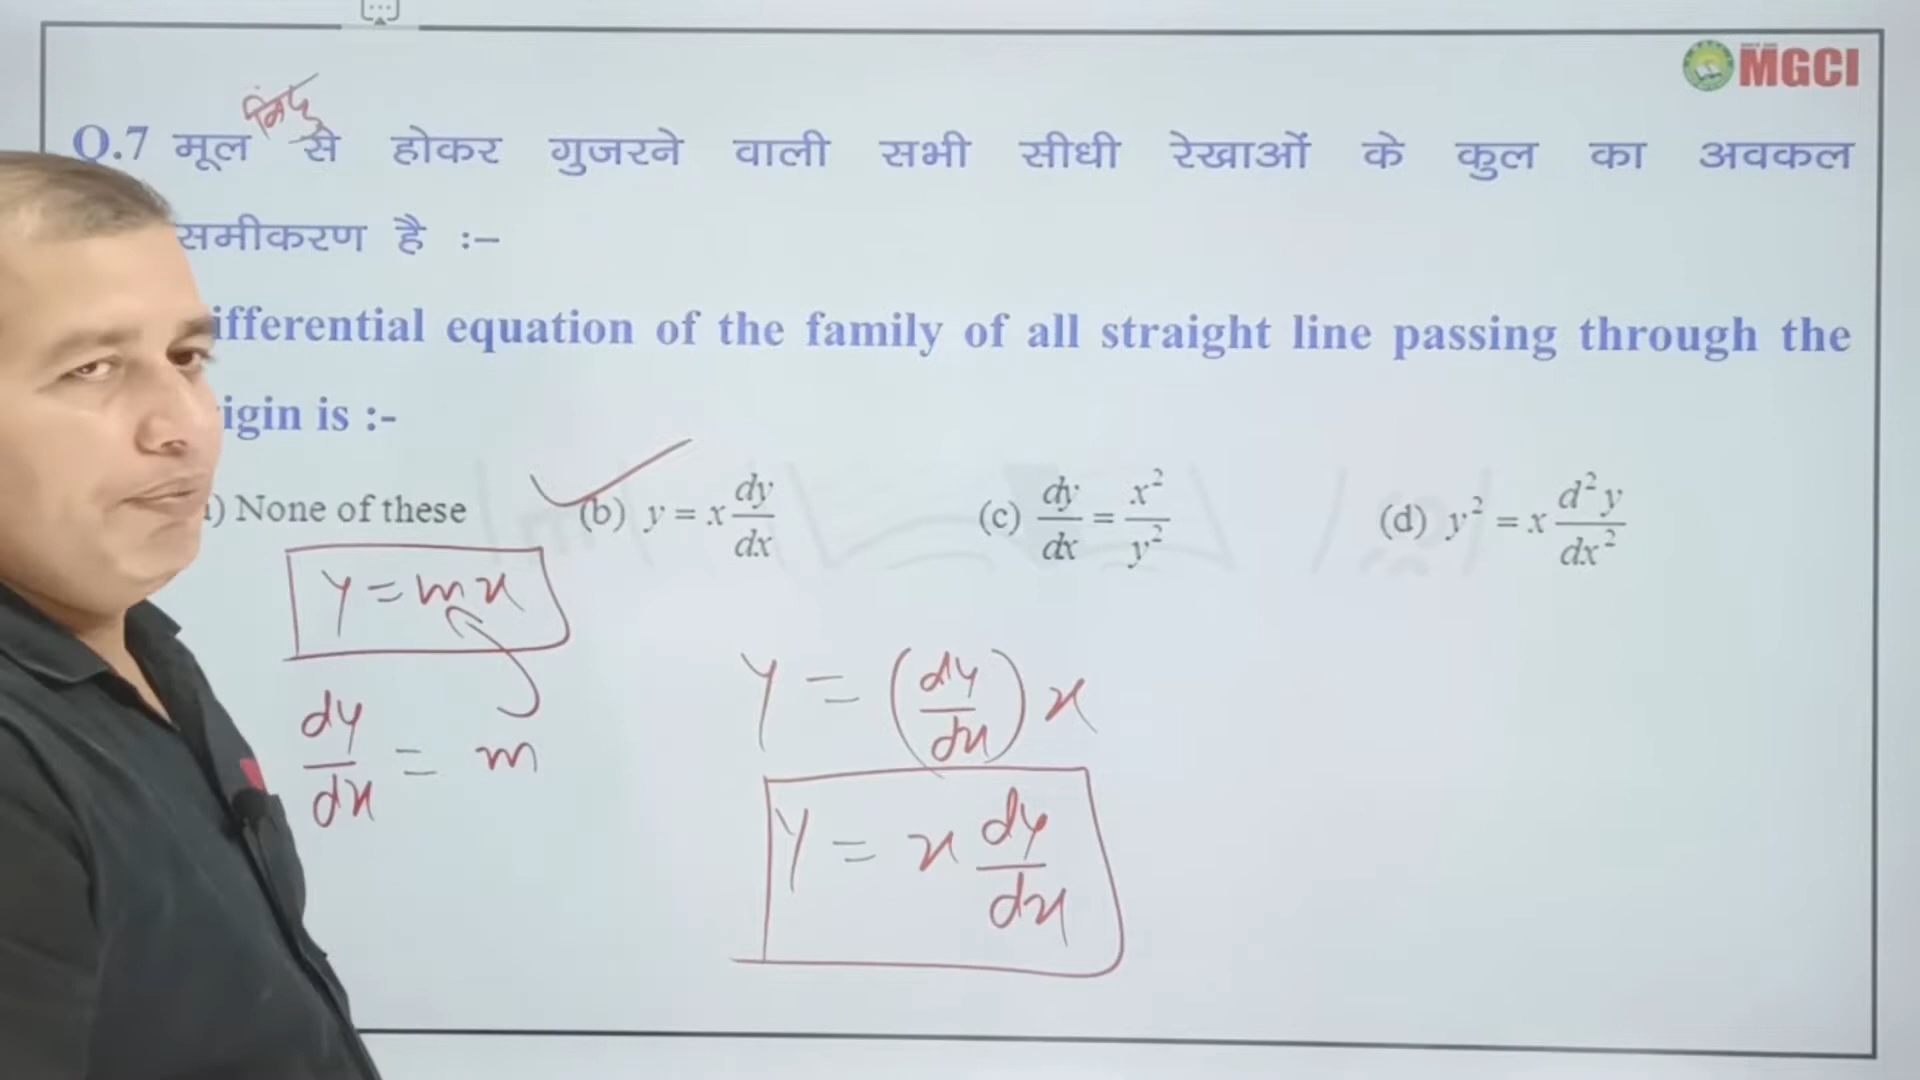 MGCI
बिन्दु
Q.7 मूल से होकर गुजरने वाली सभी सीधी रेखाओं के कुल का अवकल
समीकरण है :–
ifferential equation of the family of all straight line passing through the
igin is :-
) None of these (b) y = x dy/dx (c) dy/dx = x²/y² (d) y² = x d²y/dx²
y = mx
dy/dx = m
y = (dy/dx) x
y = x dy/dx